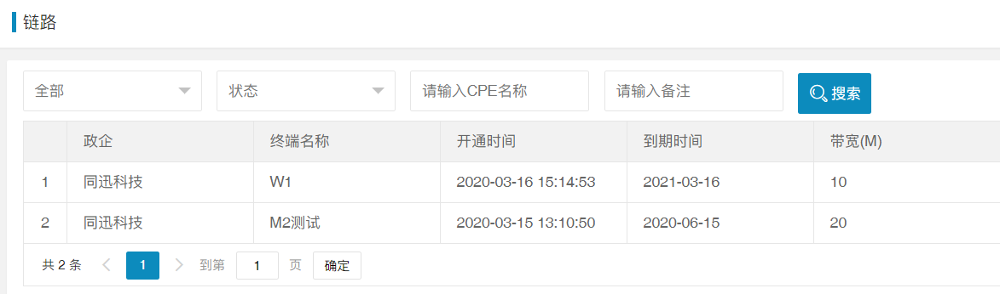 链路
全部 状态 请输入CPE名称 请输入备注 搜索
政企 终端名称 开通时间 到期时间 带宽(M)
1 同迅科技 W1 2020-03-16 15:14:53 2021-03-16 10
2 同迅科技 M2测试 2020-03-15 13:10:50 2020-06-15 20
共 2 条 1 到第 1 页 确定